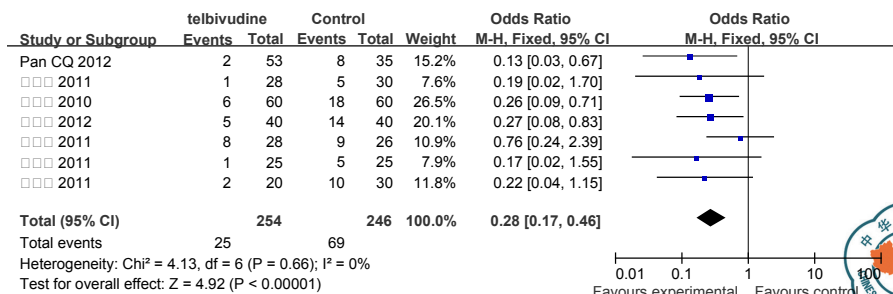 telbivudine Control Odds Ratio Odds Ratio
Study or Subgroup Events Total Events Total Weight M-H, Fixed, 95% CI M-H, Fixed, 95% CI
Pan CQ 2012 2 53 8 35 15.2% 0.13 [0.03, 0.67]
□□□ 2011 1 28 5 30 7.6% 0.19 [0.02, 1.70]
□□□ 2010 6 60 18 60 26.5% 0.26 [0.09, 0.71]
□□□ 2012 5 40 14 40 20.1% 0.27 [0.08, 0.83]
□□□ 2011 8 28 9 26 10.9% 0.76 [0.24, 2.39]
□□□ 2011 1 25 5 25 7.9% 0.17 [0.02, 1.55]
□□□ 2011 2 20 10 30 11.8% 0.22 [0.04, 1.15]
Total (95% CI) 254 246 100.0% 0.28 [0.17, 0.46]
Total events 25 69
Heterogeneity: Chi² = 4.13, df = 6 (P = 0.66); I² = 0%
Test for overall effect: Z = 4.92 (P < 0.00001)
0.01 0.1 1 10 100
Favours experimental Favours control
中 华